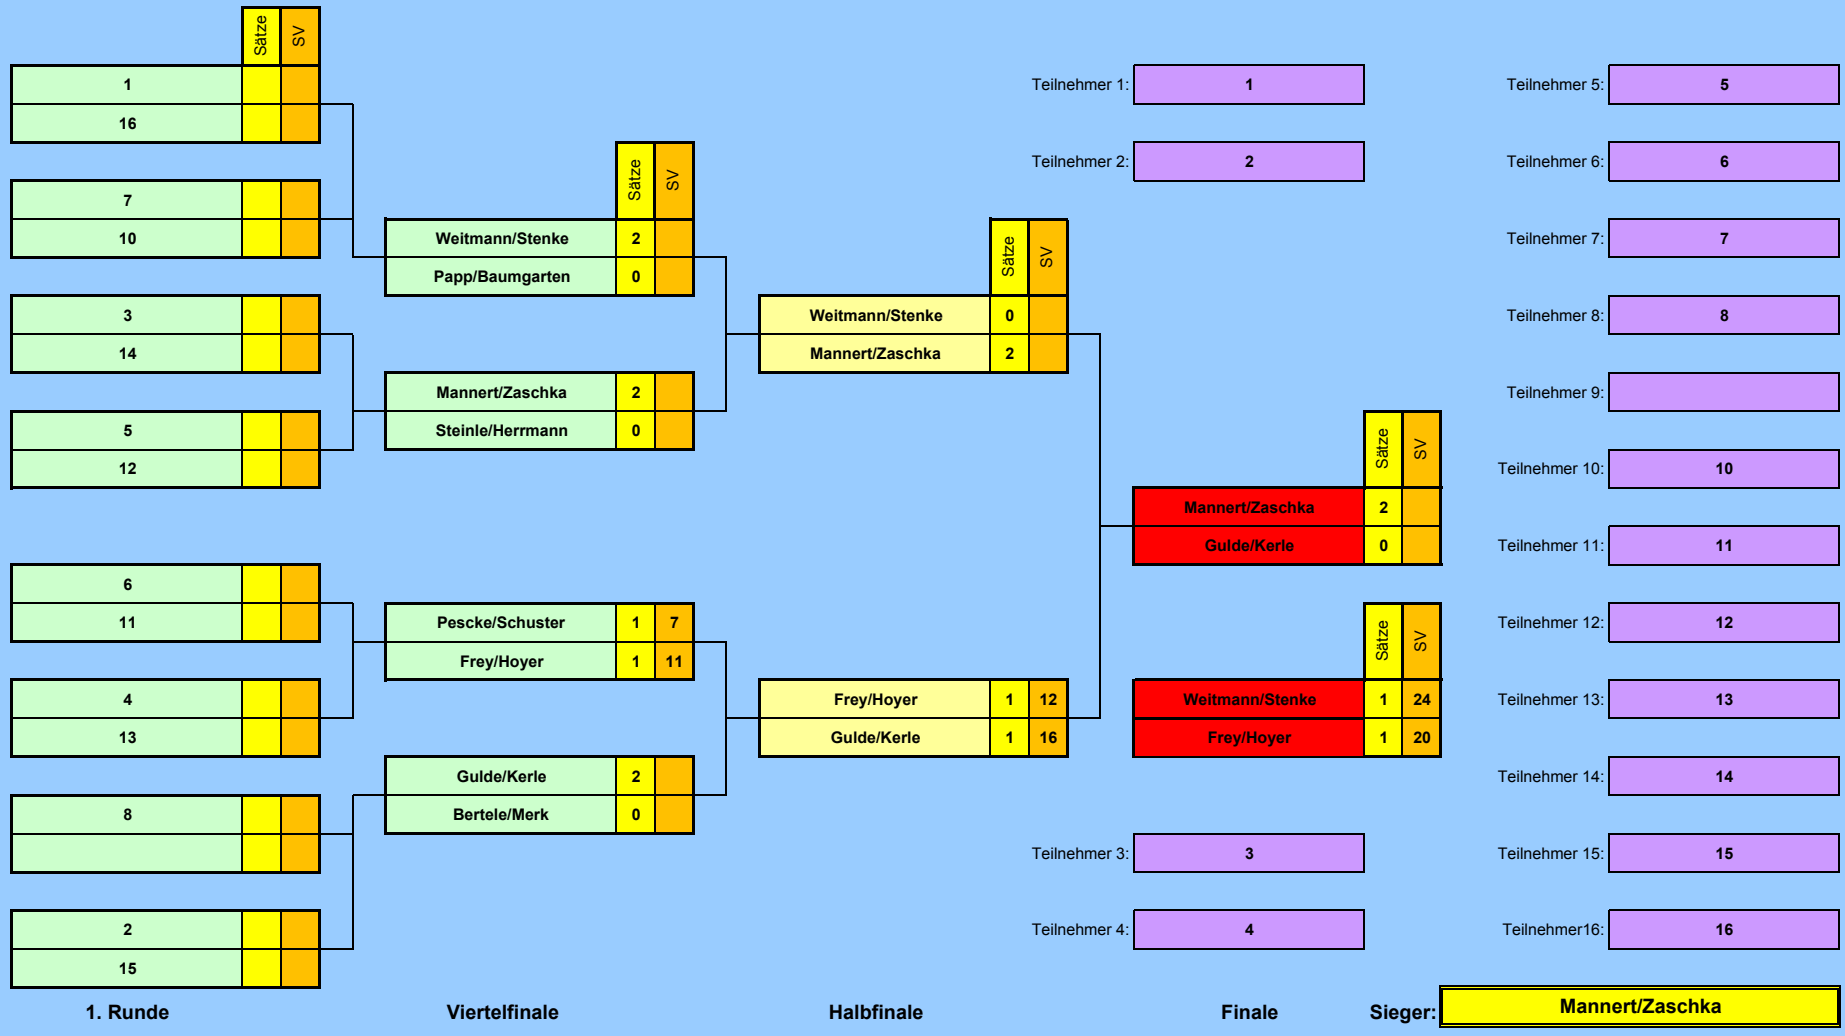 Sätze SV
1
16
7
10
3
14
5
12
6
11
4
13
8
2
15
1. Runde
Sätze SV
Weitmann/Stenke 2
Papp/Baumgarten 0
Mannert/Zaschka 2
Steinle/Herrmann 0
Pescke/Schuster 1 7
Frey/Hoyer 1 11
Gulde/Kerle 2
Bertele/Merk 0
Viertelfinale
Sätze SV
Weitmann/Stenke 0
Mannert/Zaschka 2
Frey/Hoyer 1 12
Gulde/Kerle 1 16
Halbfinale
Teilnehmer 1: 1
Teilnehmer 2: 2
Sätze SV
Mannert/Zaschka 2
Gulde/Kerle 0
Sätze SV
Weitmann/Stenke 1 24
Frey/Hoyer 1 20
Teilnehmer 3: 3
Teilnehmer 4: 4
Finale
Teilnehmer 5: 5
Teilnehmer 6: 6
Teilnehmer 7: 7
Teilnehmer 8: 8
Teilnehmer 9:
Teilnehmer 10: 10
Teilnehmer 11: 11
Teilnehmer 12: 12
Teilnehmer 13: 13
Teilnehmer 14: 14
Teilnehmer 15: 15
Teilnehmer16: 16
Sieger: Mannert/Zaschka